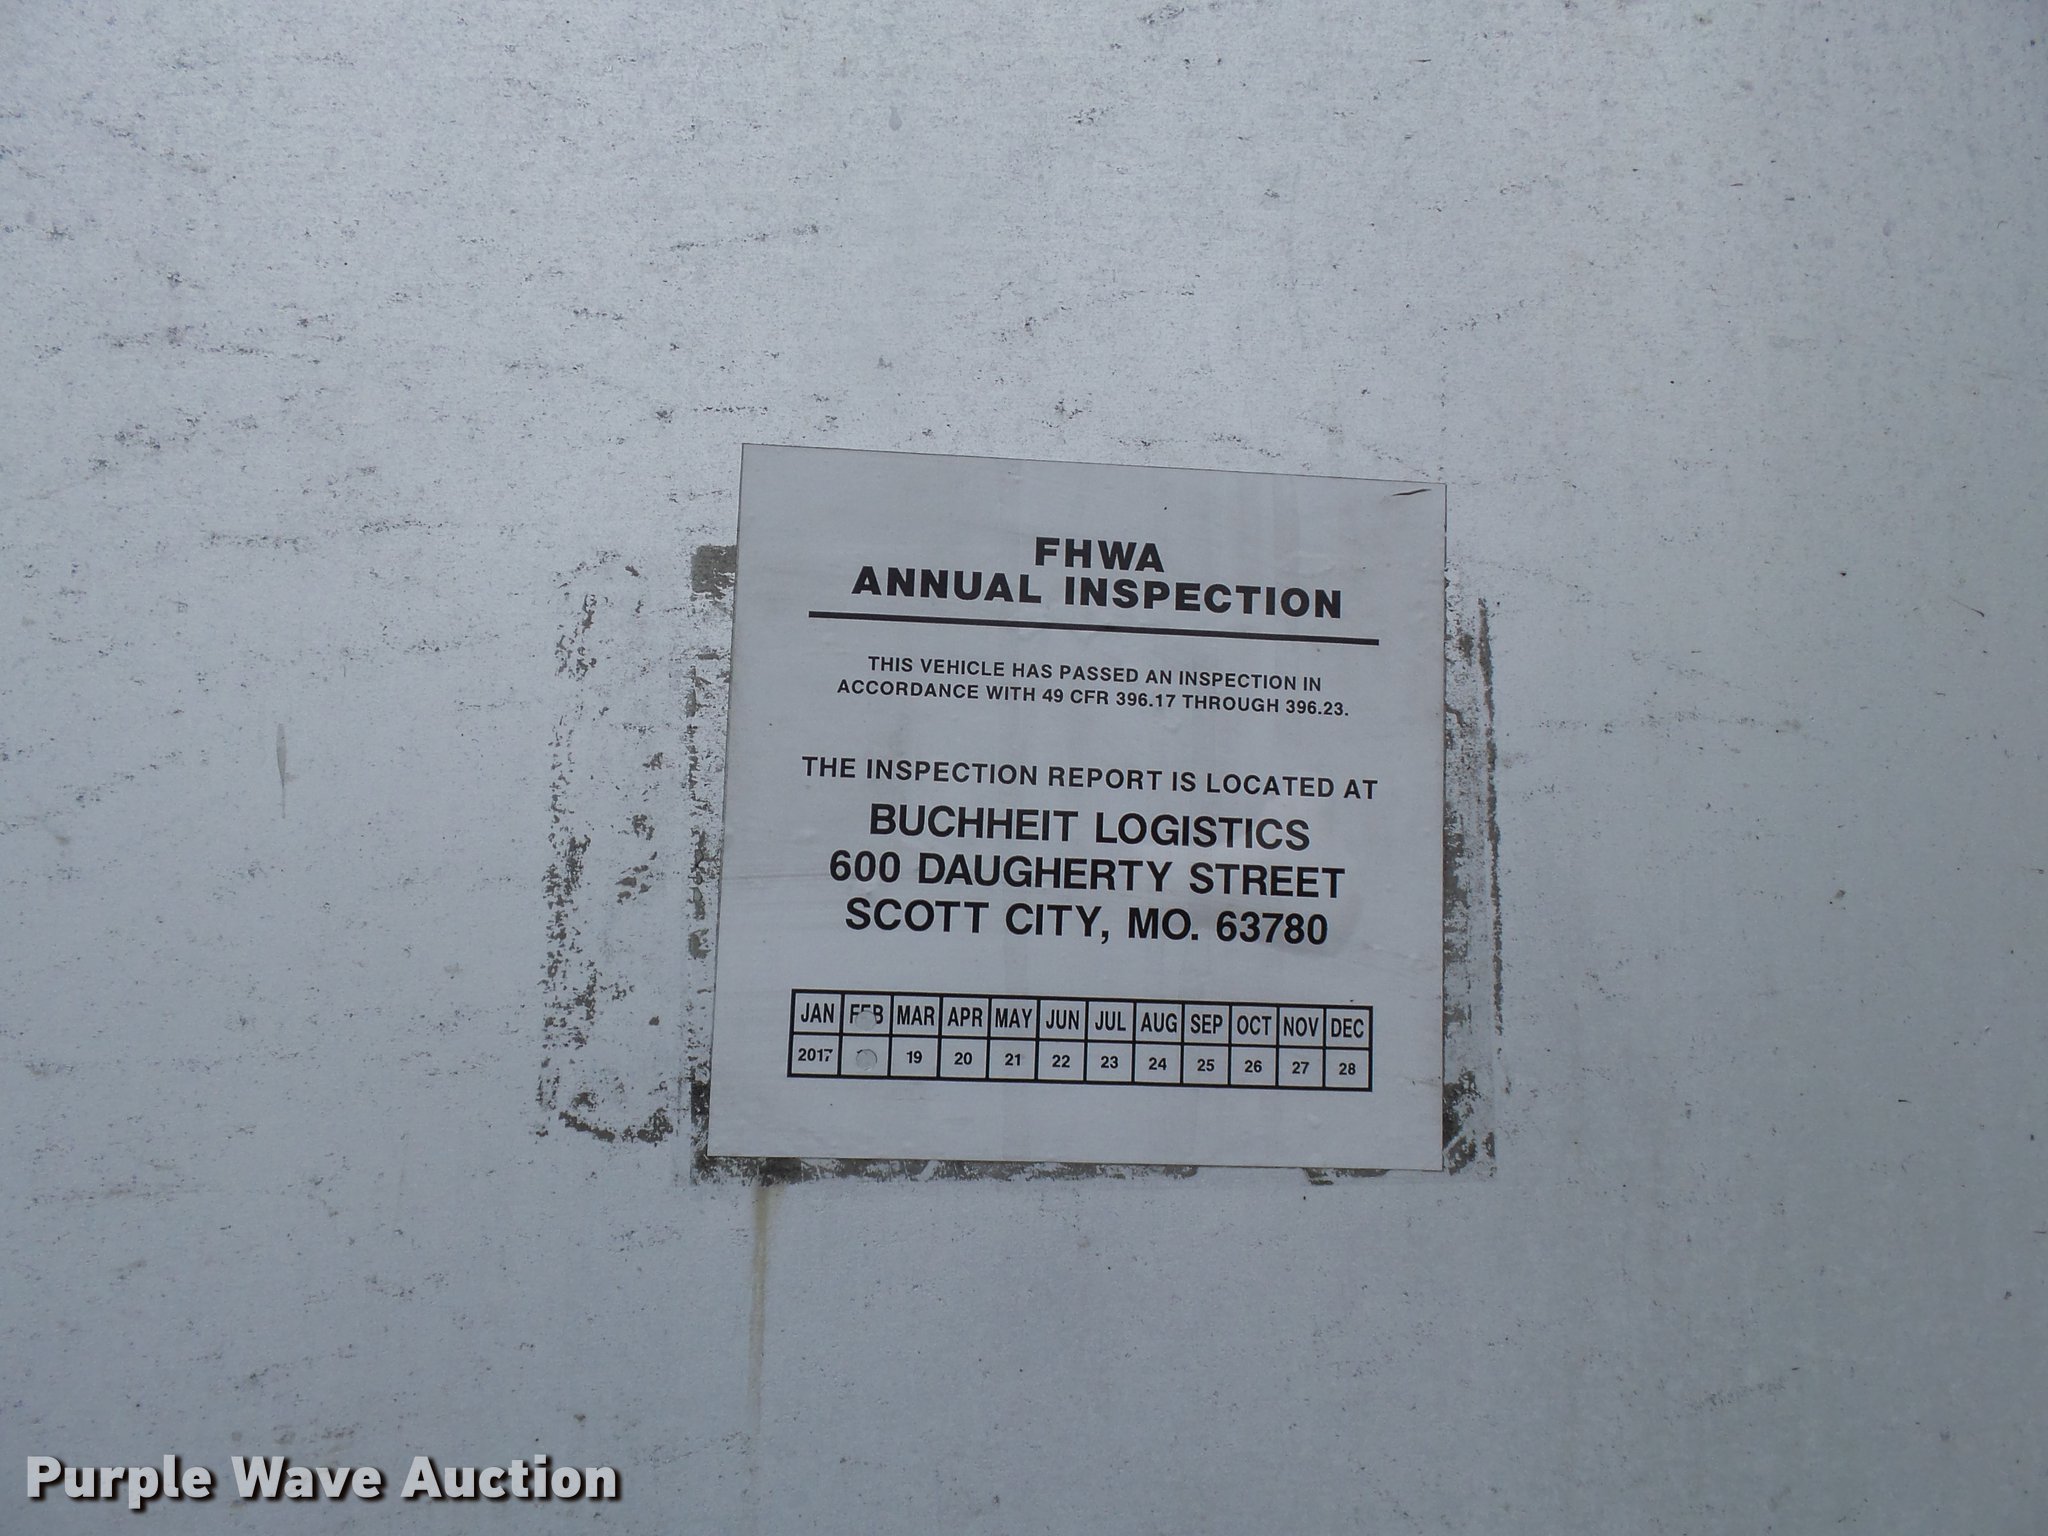 FHWA
ANNUAL INSPECTION
THIS VEHICLE HAS PASSED AN INSPECTION IN
ACCORDANCE WITH 49 CFR 396.17 THROUGH 396.23.
THE INSPECTION REPORT IS LOCATED AT
BUCHHEIT LOGISTICS
600 DAUGHERTY STREET
SCOTT CITY, MO. 63780
JAN FEB MAR APR MAY JUN JUL AUG SEP OCT NOV DEC
2017 19 20 21 22 23 24 25 26 27 28
Purple Wave Auction